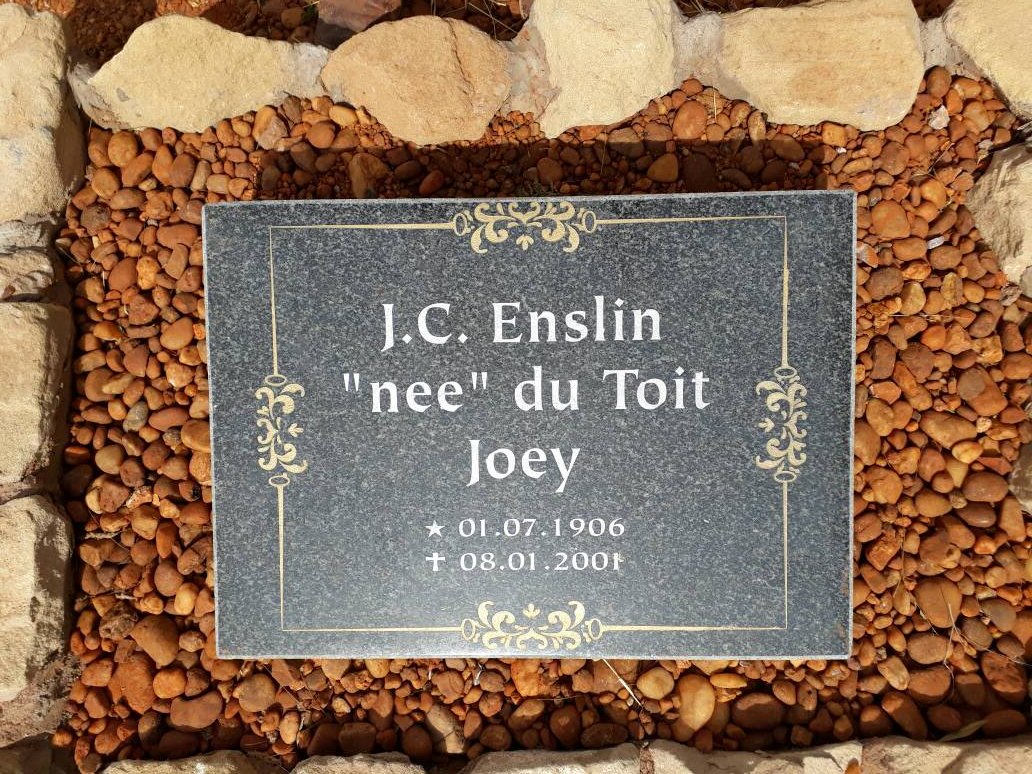 J.C. Enslin
"nee" du Toit
Joey
★ 01.07.1906
✝ 08.01.2001